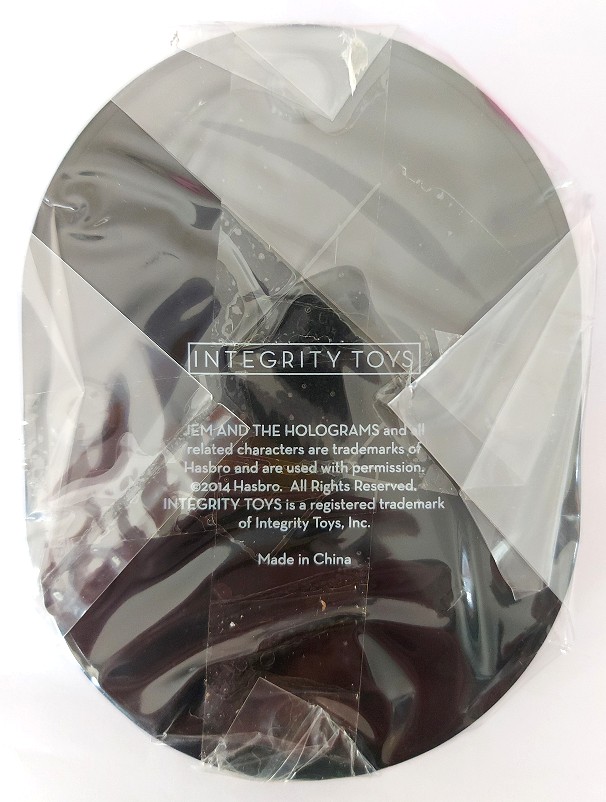 INTEGRITY TOYS
JEM AND THE HOLOGRAMS and all
related characters are trademarks of
Hasbro and are used with permission.
©2014 Hasbro. All Rights Reserved.
INTEGRITY TOYS is a registered trademark
of Integrity Toys, Inc.
Made in China